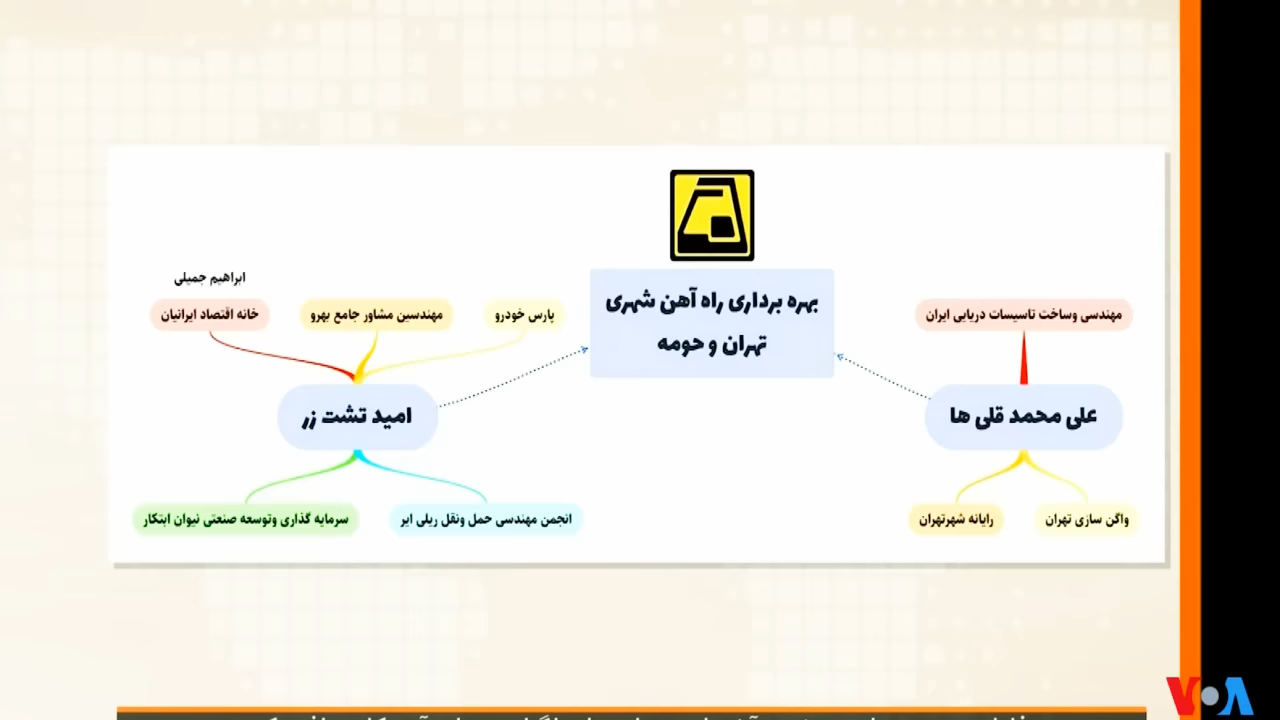 بهره برداری راه آهن شهری
تهران و حومه
مهندسی وساخت تاسیسات دریایی ایران
علی محمد قلی ها
واگن سازی تهران
رایانه شهرتهران
ابراهیم جمیلی
پارس خودرو
مهندسین مشاور جامع بهرو
خانه اقتصاد ایرانیان
امید تشت زر
انجمن مهندسی حمل ونقل ریلی ایر
سرمایه گذاری وتوسعه صنعتی نیوان ابتکار
VOA